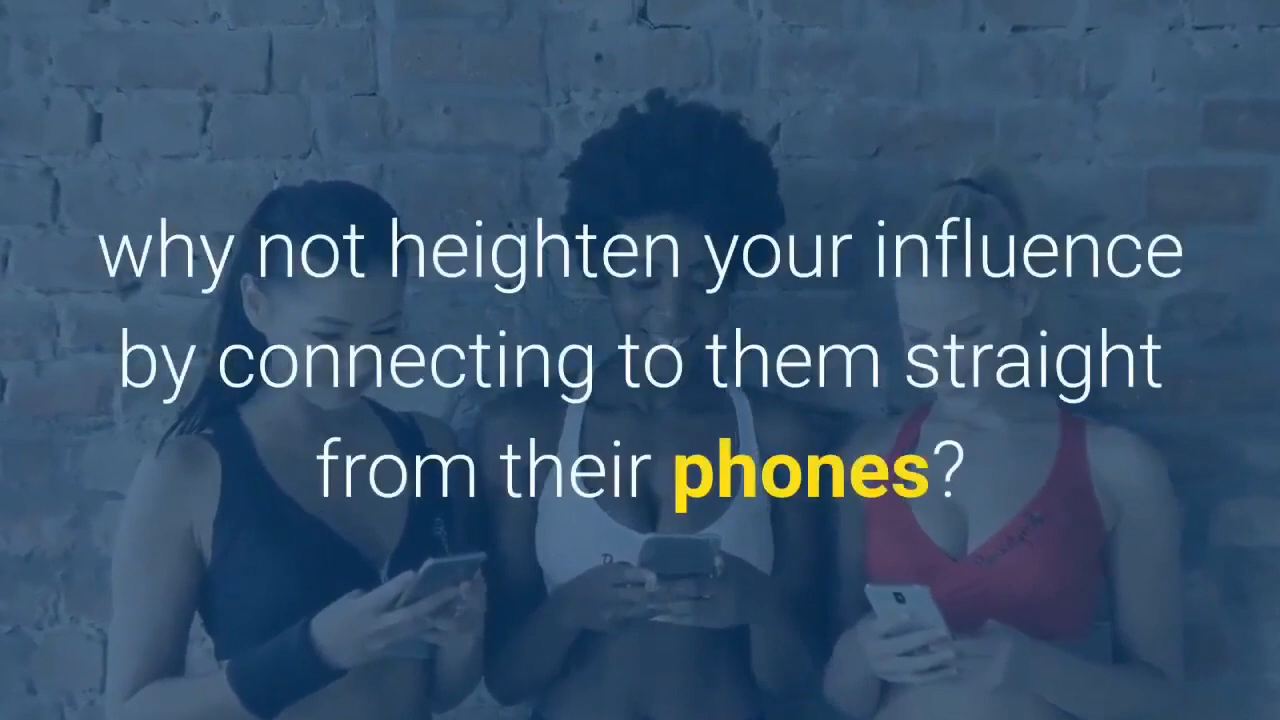 why not heighten your influence
by connecting to them straight
from their phones?